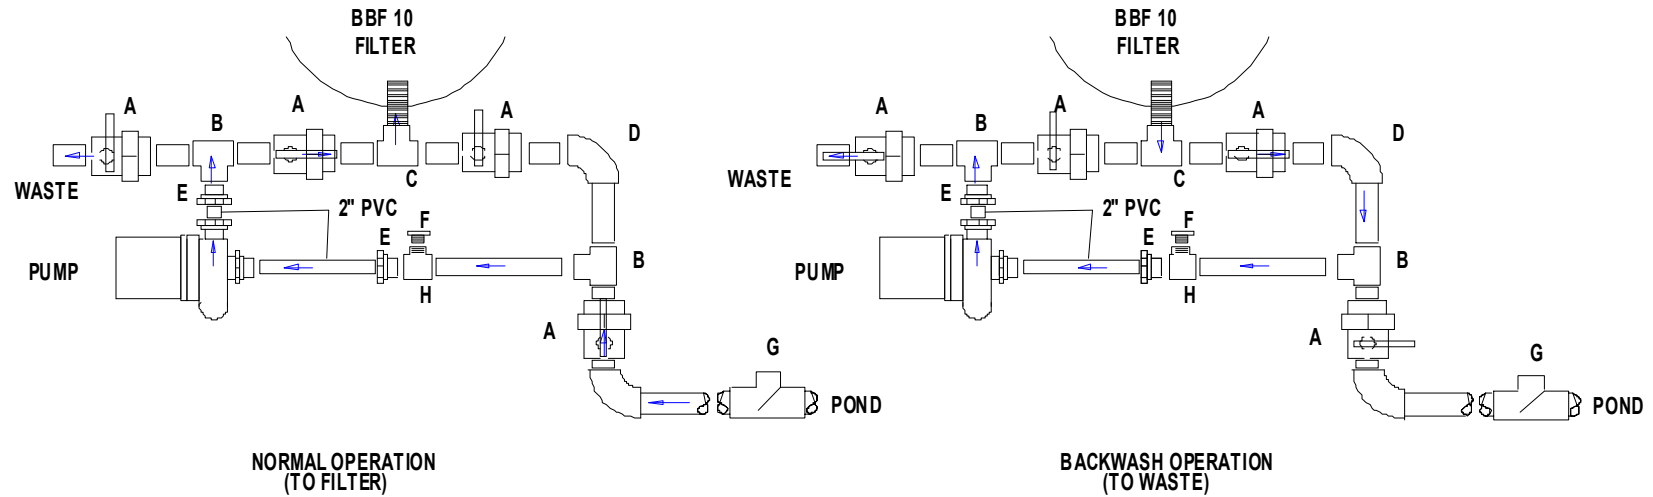 BBF 10
FILTER
A
A
A
B
D
C
E
WASTE
2" PVC
F
E
B
PUMP
H
A
G
POND
NORMAL OPERATION
(TO FILTER)
BBF 10
FILTER
A
A
A
B
D
C
E
WASTE
2" PVC
F
E
B
PUMP
H
A
G
POND
BACKWASH OPERATION
(TO WASTE)